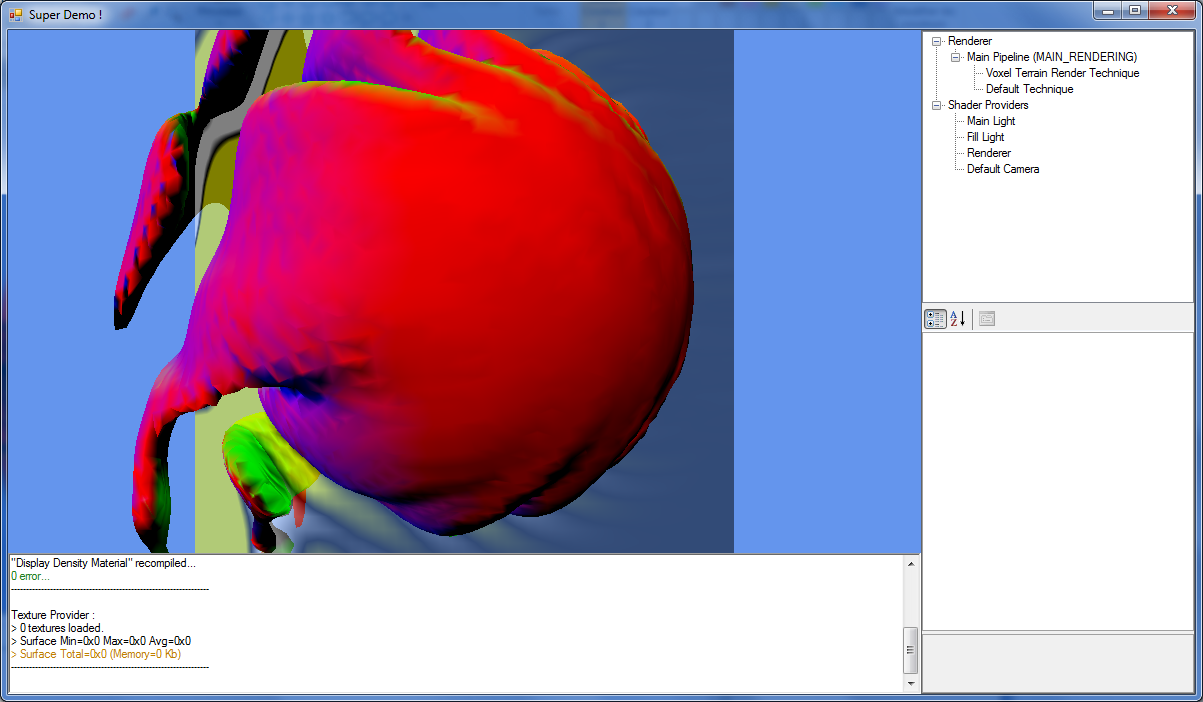 Super Demo !
Renderer
Main Pipeline (MAIN_RENDERING)
Voxel Terrain Render Technique
Default Technique
Shader Providers
Main Light
Fill Light
Renderer
Default Camera
A
Z
"Display Density Material" recompiled...
0 error...
----------------------------------------------------------------
Texture Provider :
> 0 textures loaded.
> Surface Min=0x0 Max=0x0 Avg=0x0
> Surface Total=0x0 (Memory=0 Kb)
----------------------------------------------------------------